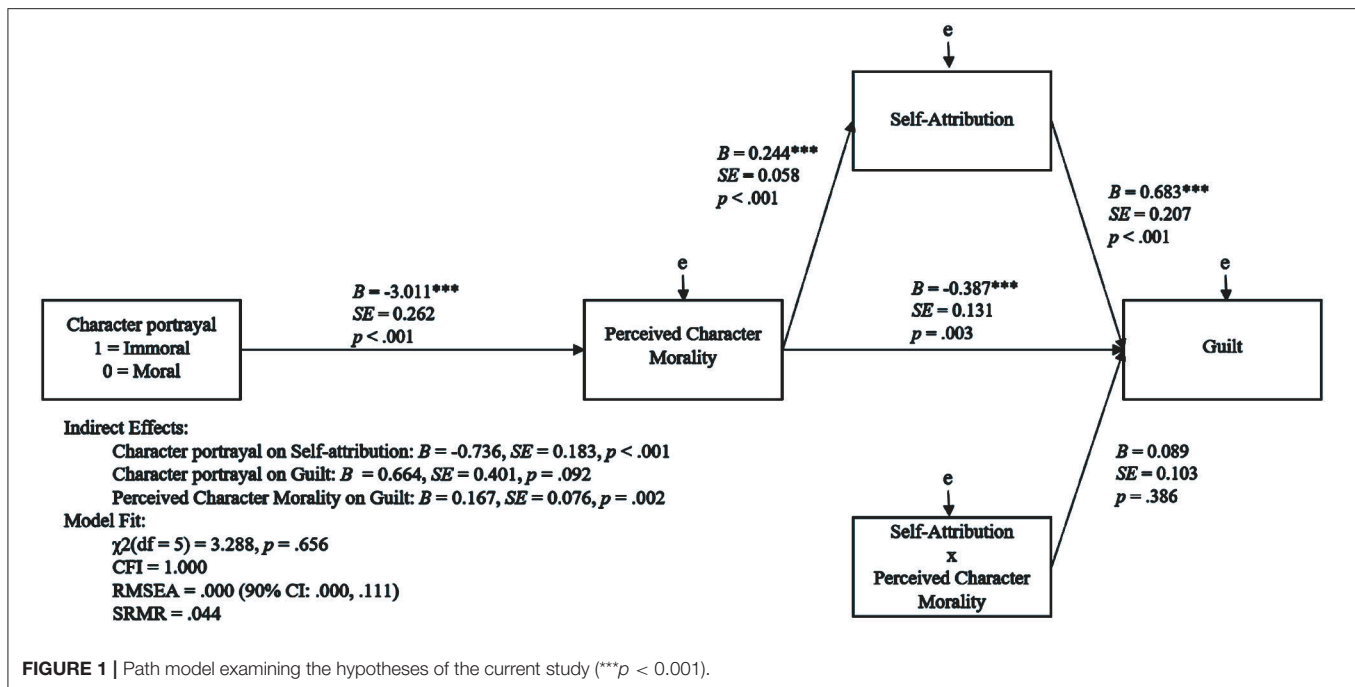 e
Self-Attribution
B = 0.244***
SE = 0.058
p < .001
B = 0.683***
SE = 0.207
p < .001
e
e
B = -3.011***
SE = 0.262
p < .001
B = -0.387***
SE = 0.131
p = .003
Character portrayal
1 = Immoral
0 = Moral
Perceived Character
Morality
Guilt
Indirect Effects:
Character portrayal on Self-attribution: B = -0.736, SE = 0.183, p < .001
Character portrayal on Guilt: B = 0.664, SE = 0.401, p = .092
Perceived Character Morality on Guilt: B = 0.167, SE = 0.076, p = .002
Model Fit:
χ2(df = 5) = 3.288, p = .656
CFI = 1.000
RMSEA = .000 (90% CI: .000, .111)
SRMR = .044
B = 0.089
SE = 0.103
p = .386
e
Self-Attribution
x
Perceived Character
Morality
FIGURE 1 | Path model examining the hypotheses of the current study (***p < 0.001).